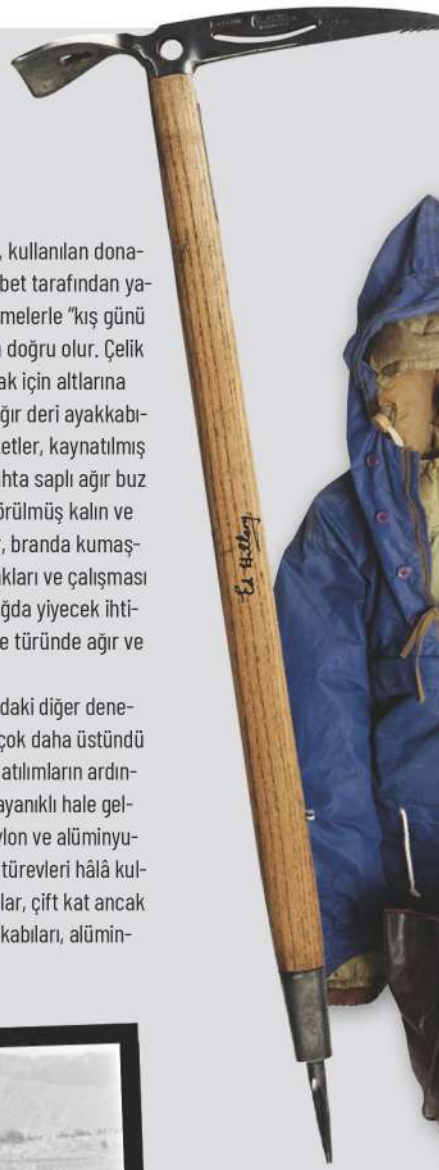 , kullanılan dona-
bet tarafından ya-
melerle "kış günü
doğru olur. Çelik
ak için altlarına
ğır deri ayakkabı-
etler, kaynatılmış
hta saplı ağır buz
örülmüş kalın ve
, branda kumaş-
kları ve çalışması
ğda yiyecek ihti-
e türünde ağır ve
daki diğer dene-
çok daha üstündü
atılımların ardın-
ayanıklı hale gel-
ylon ve alüminyu-
türevleri hâlâ kul-
lar, çift kat ancak
kabıları, alümin-
Ed Hillary